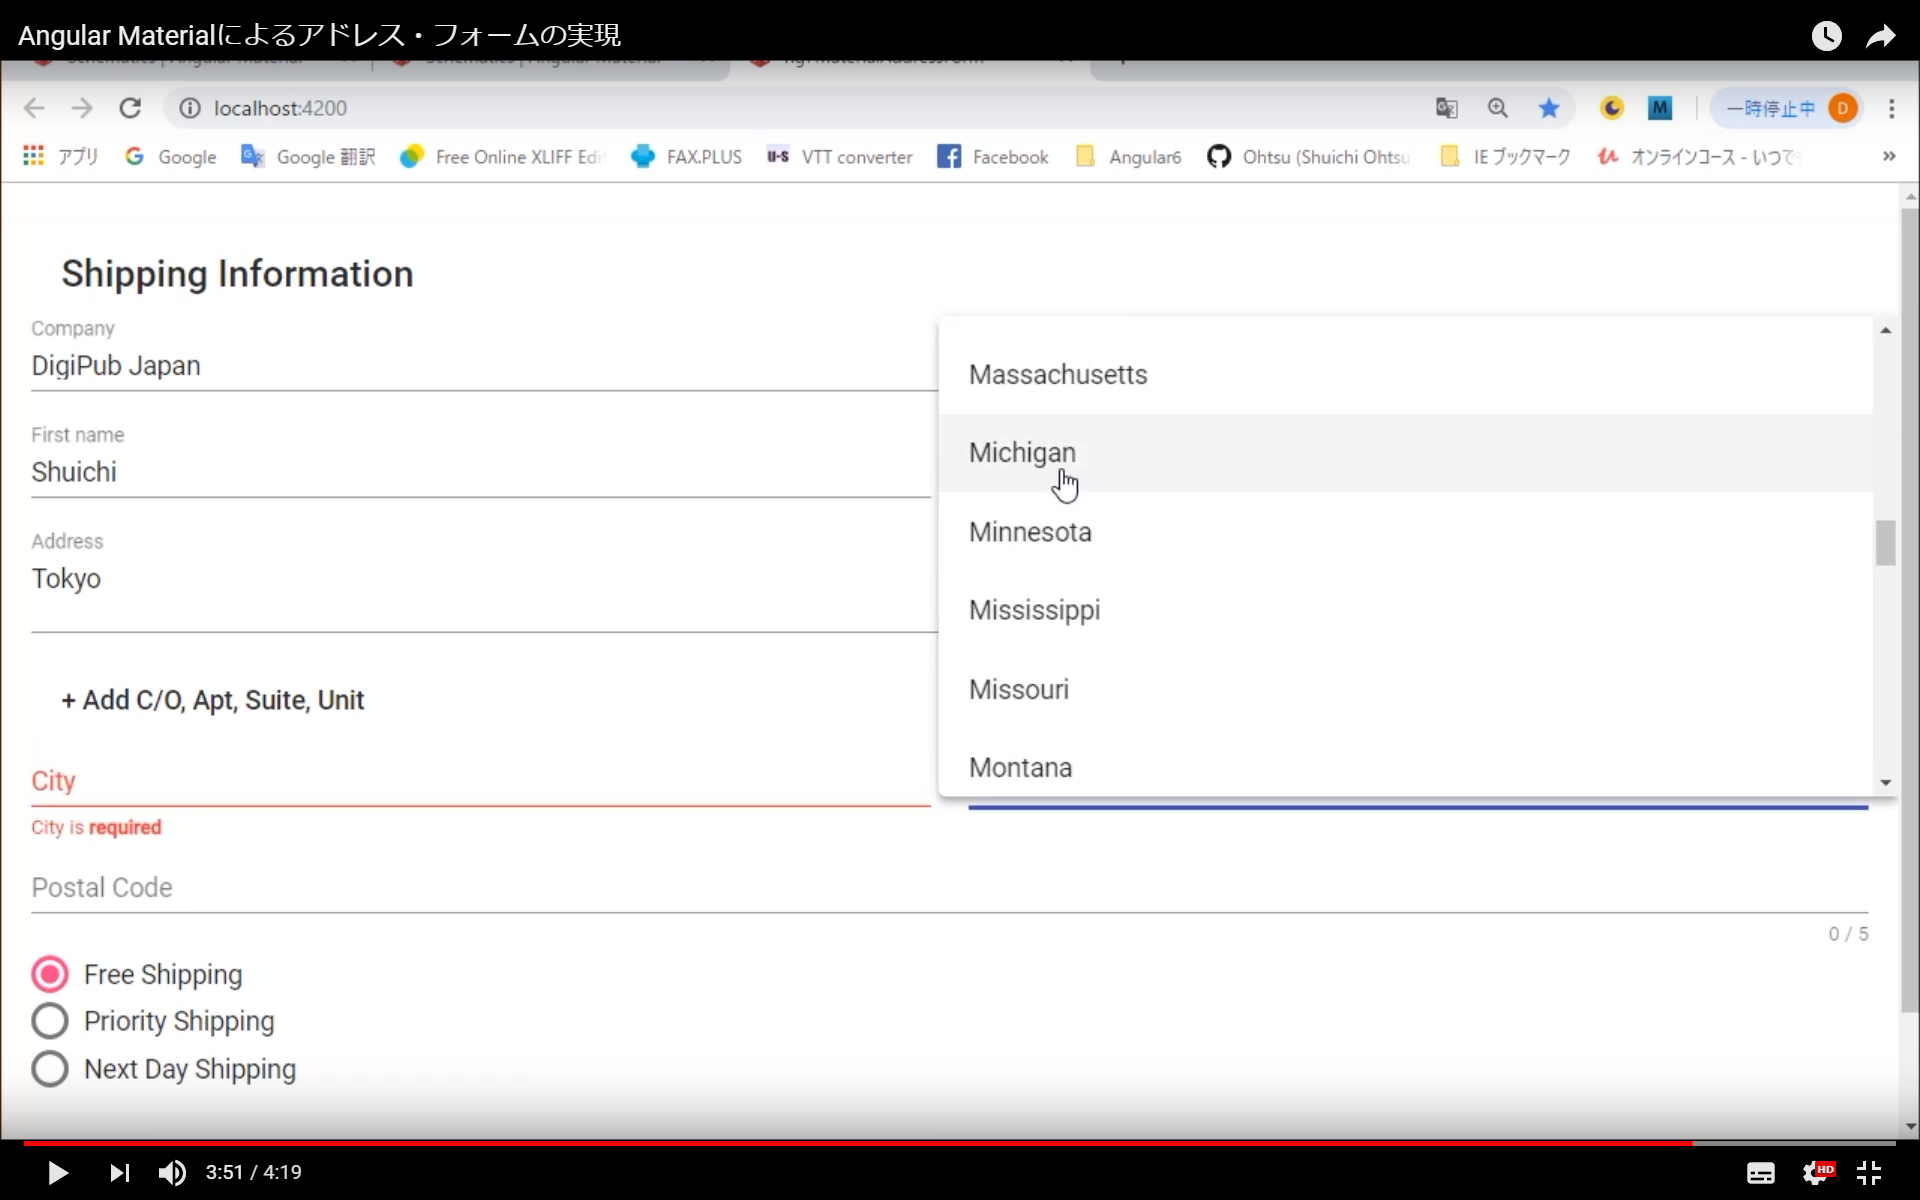 Angular Materialによるアドレス・フォームの実現
localhost:4200
一時停止中 D
アプリ Google Google 翻訳 Free Online XLIFF Edi FAX.PLUS U-S VTT converter Facebook Angular6 Ohtsu (Shuichi Ohtsu IE ブックマーク オンラインコース - いつで »
Shipping Information
Company
DigiPub Japan
First name
Shuichi
Address
Tokyo
+ Add C/O, Apt, Suite, Unit
City
City is required
Massachusetts
Michigan
Minnesota
Mississippi
Missouri
Montana
Postal Code
0 / 5
Free Shipping
Priority Shipping
Next Day Shipping
3:51 / 4:19
HD